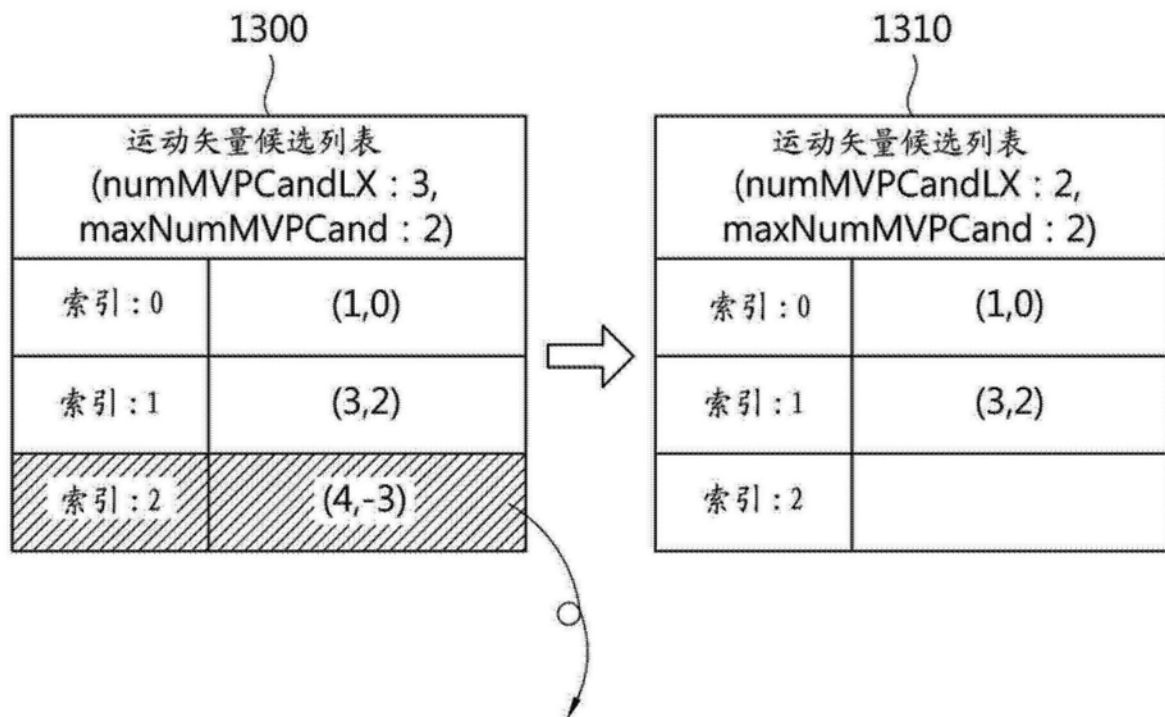 1300
运动矢量候选列表
(numMVPCandLX : 3,
maxNumMVPCand : 2)
索引 : 0
(1,0)
索引 : 1
(3,2)
索引 : 2
(4,-3)
1310
运动矢量候选列表
(numMVPCandLX : 2,
maxNumMVPCand : 2)
索引 : 0
(1,0)
索引 : 1
(3,2)
索引 : 2